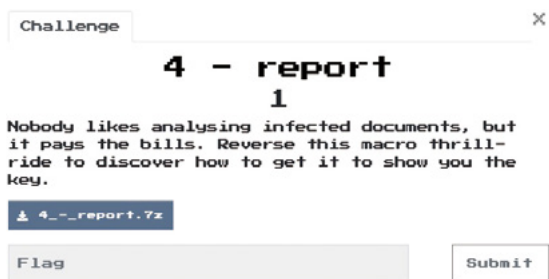 Challenge
×
4 - report
1
Nobody likes analysing infected documents, but
it pays the bills. Reverse this macro thrill-
ride to discover how to get it to show you the
key.
4_-_report.7z
Flag
Submit